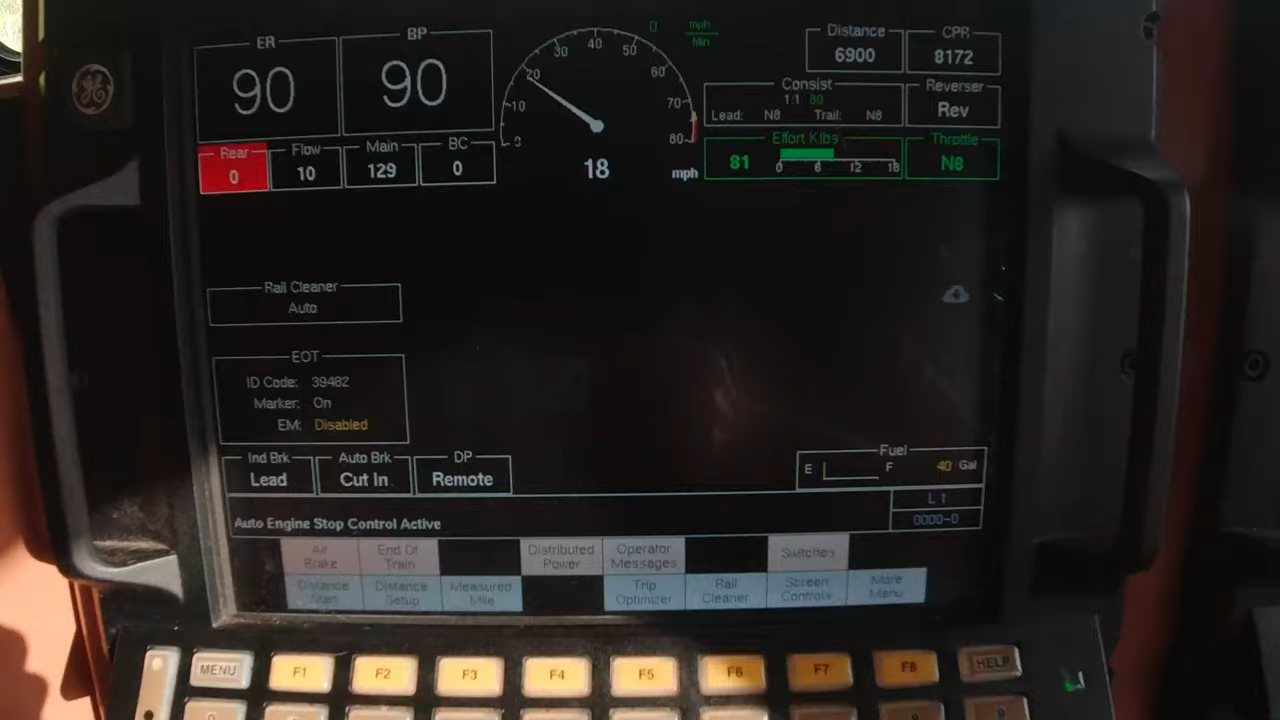 ER
90
BP
90
0 10 20 30 40 50 60 70 80
18
mph
mph
Min
Distance
6900
CPR
8172
Consist
1:1 80
Lead: N8 Trail: N8
Reverser
Rev
Effort Klbs
81
0 6 12 18
Throttle
N8
Rear
0
Flow
10
Main
129
BC
0
Rail Cleaner
Auto
EOT
ID Code: 39482
Marker: On
EM: Disabled
Ind Brk
Lead
Auto Brk
Cut In
DP
Remote
Fuel
E F 40 Gal
0000-0
Auto Engine Stop Control Active
Air
Brake
End Of
Train
Distributed
Power
Operator
Messages
Switches
Distance
Start
Distance
Setup
Measured
Mile
Trip
Optimizer
Rail
Cleaner
Screen
Controls
More
Menu
MENU F1 F2 F3 F4 F5 F6 F7 F8 HELP